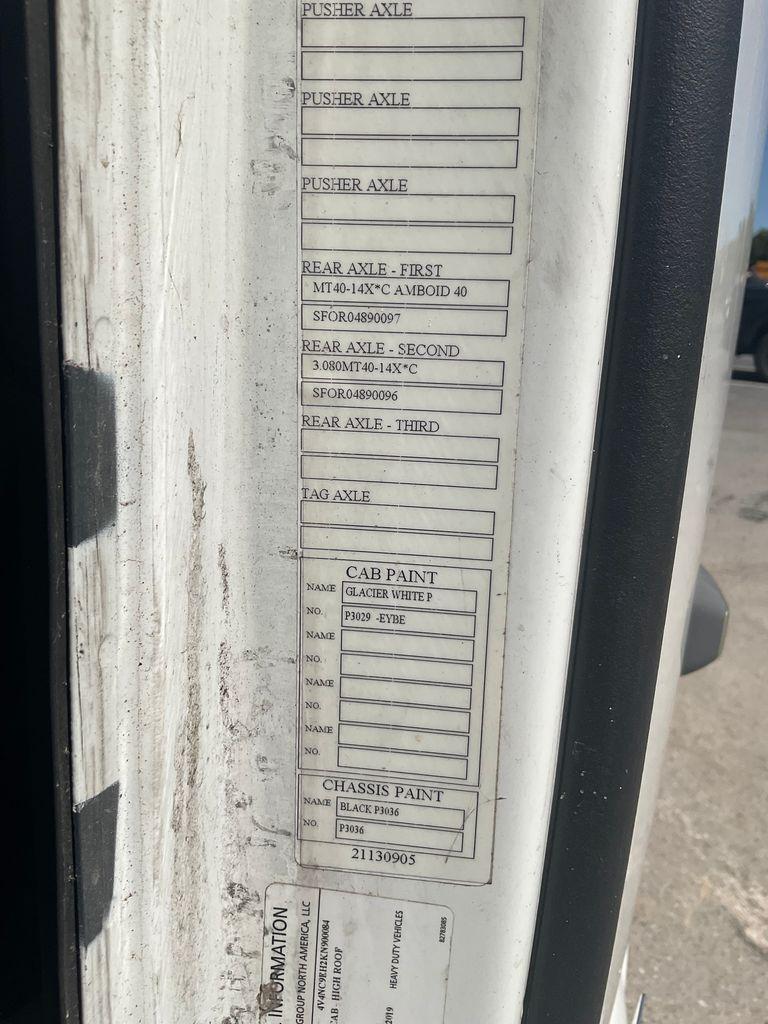 PUSHER AXLE
PUSHER AXLE
PUSHER AXLE
REAR AXLE - FIRST
MT40-14X*C AMBOID 40
SFOR04890097
REAR AXLE - SECOND
3.080MT40-14X*C
SFOR04890096
REAR AXLE - THIRD
TAG AXLE
CAB PAINT
NAME GLACIER WHITE P
NO. P3029 -EYBE
NAME
NO.
NAME
NO.
NAME
NO.
CHASSIS PAINT
NAME BLACK P3036
NO. P3036
21130905
INFORMATION
GROUP NORTH AMERICA, LLC
4V4NC9EH2KN900084
CAB - HIGH ROOF
2019 HEAVY DUTY VEHICLES
82783085